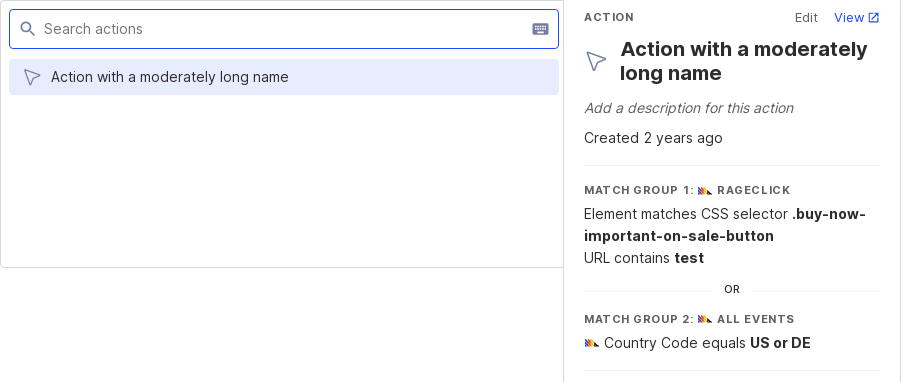 Search actions
Action with a moderately long name
ACTION
Edit
View
Action with a moderately
long name
Add a description for this action
Created 2 years ago
MATCH GROUP 1: RAGECLICK
Element matches CSS selector .buy-now-
important-on-sale-button
URL contains test
OR
MATCH GROUP 2: ALL EVENTS
Country Code equals US or DE